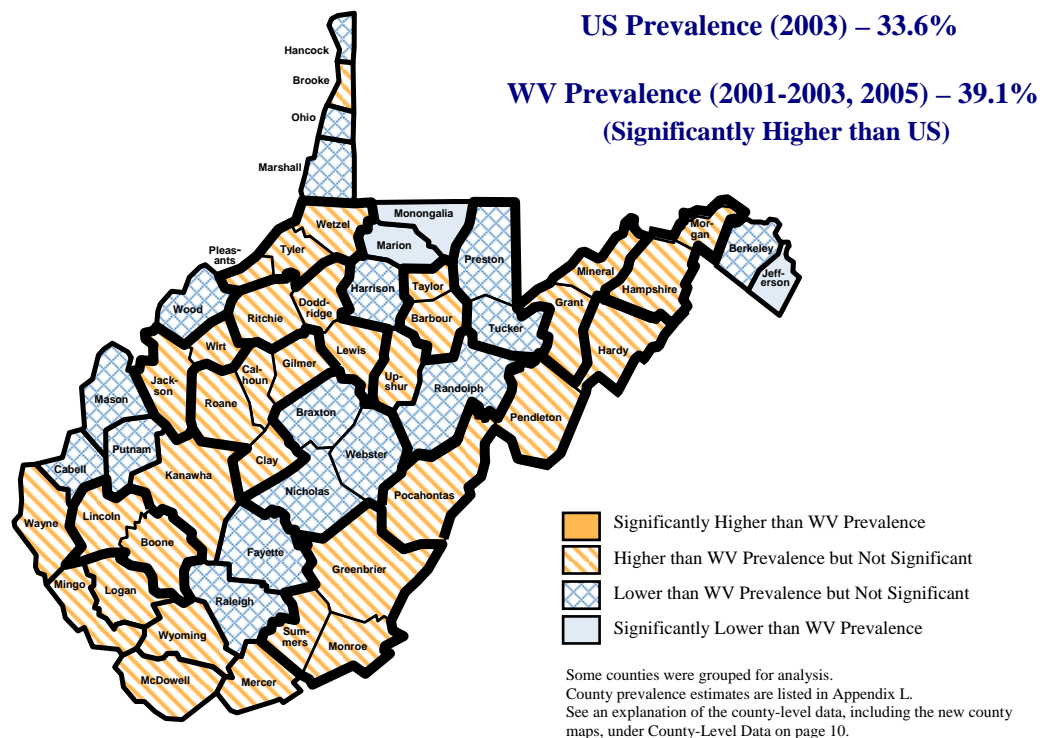 US Prevalence (2003) – 33.6%
WV Prevalence (2001-2003, 2005) – 39.1%
(Significantly Higher than US)
Hancock
Brooke
Ohio
Marshall
Wetzel
Monongalia
Marion
Tyler
Pleas-
ants
Preston
Mor-
gan
Berkeley
Jeff-
erson
Mineral
Hampshire
Grant
Hardy
Wood
Ritchie
Dodd-
ridge
Harrison
Taylor
Barbour
Tucker
Wirt
Cal-
houn
Gilmer
Lewis
Up-
shur
Randolph
Pendleton
Jack-
son
Roane
Mason
Putnam
Cabell
Braxton
Webster
Clay
Kanawha
Nicholas
Pocahontas
Wayne
Lincoln
Boone
Fayette
Greenbrier
Mingo
Logan
Raleigh
Wyoming
Sum-
mers
Monroe
McDowell
Mercer
Significantly Higher than WV Prevalence
Higher than WV Prevalence but Not Significant
Lower than WV Prevalence but Not Significant
Significantly Lower than WV Prevalence
Some counties were grouped for analysis.
County prevalence estimates are listed in Appendix L.
See an explanation of the county-level data, including the new county
maps, under County-Level Data on page 10.